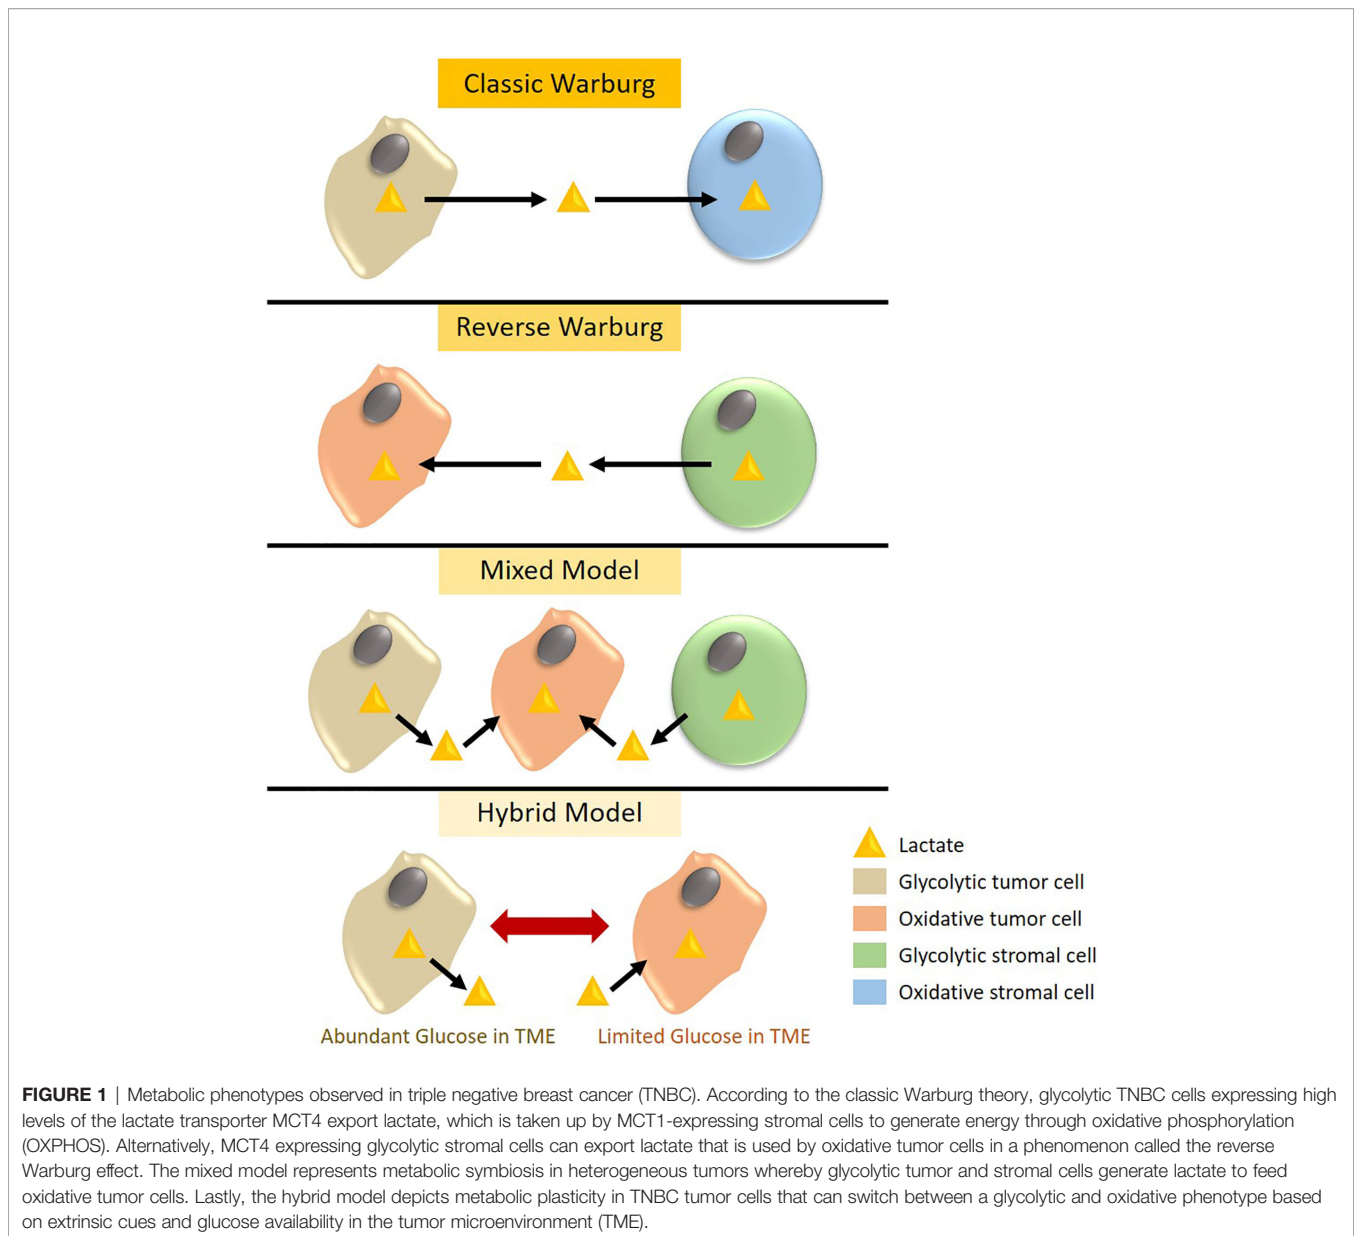 Classic Warburg
Reverse Warburg
Mixed Model
Hybrid Model
Lactate
Glycolytic tumor cell
Oxidative tumor cell
Glycolytic stromal cell
Oxidative stromal cell
Abundant Glucose in TME
Limited Glucose in TME
FIGURE 1 | Metabolic phenotypes observed in triple negative breast cancer (TNBC). According to the classic Warburg theory, glycolytic TNBC cells expressing high
levels of the lactate transporter MCT4 export lactate, which is taken up by MCT1-expressing stromal cells to generate energy through oxidative phosphorylation
(OXPHOS). Alternatively, MCT4 expressing glycolytic stromal cells can export lactate that is used by oxidative tumor cells in a phenomenon called the reverse
Warburg effect. The mixed model represents metabolic symbiosis in heterogeneous tumors whereby glycolytic tumor and stromal cells generate lactate to feed
oxidative tumor cells. Lastly, the hybrid model depicts metabolic plasticity in TNBC tumor cells that can switch between a glycolytic and oxidative phenotype based
on extrinsic cues and glucose availability in the tumor microenvironment (TME).